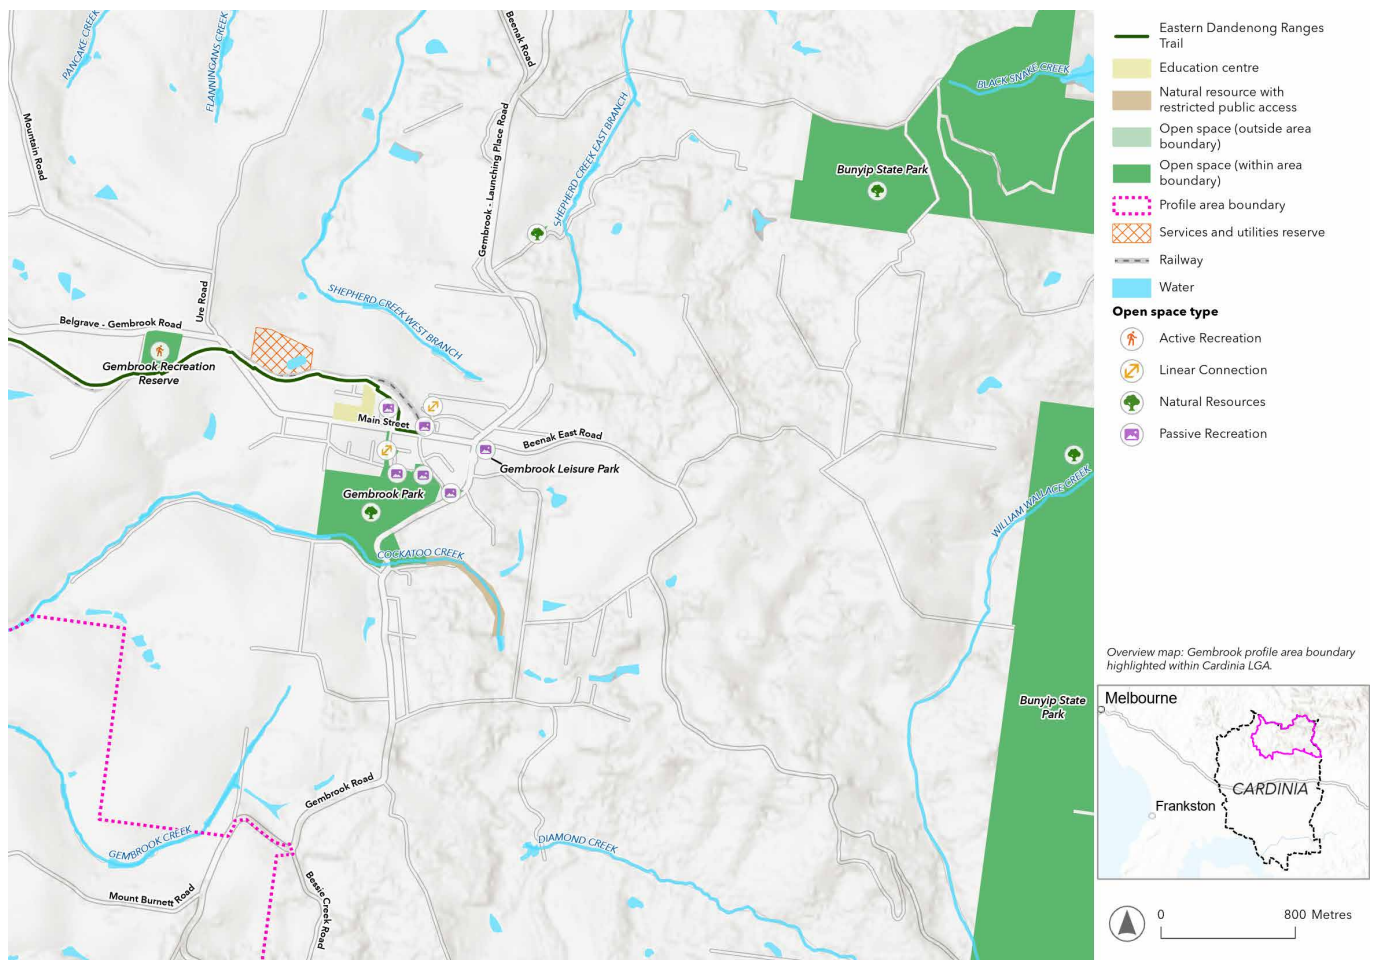 PANCAKE CREEK
FLANNINGANS CREEK
Beenak Road
BLACK SNAKE CREEK
Mountain Road
Gembrook - Launching Place Road
SHEPHERD CREEK EAST BRANCH
Bunyip State Park
Ure Road
SHEPHERD CREEK WEST BRANCH
Belgrave - Gembrook Road
Gembrook Recreation
Reserve
Main Street
Beenak East Road
Gembrook Leisure Park
Gembrook Park
COCKATOO CREEK
WILLIAM WALLACE CREEK
Bunyip State
Park
Gembrook Road
GEMBROOK CREEK
DIAMOND CREEK
Mount Burnett Road
Bessie Creek Road
Eastern Dandenong Ranges
Trail
Education centre
Natural resource with
restricted public access
Open space (outside area
boundary)
Open space (within area
boundary)
Profile area boundary
Services and utilities reserve
Railway
Water
Open space type
Active Recreation
Linear Connection
Natural Resources
Passive Recreation
Overview map: Gembrook profile area boundary
highlighted within Cardinia LGA.
Melbourne
CARDINIA
Frankston
0 800 Metres